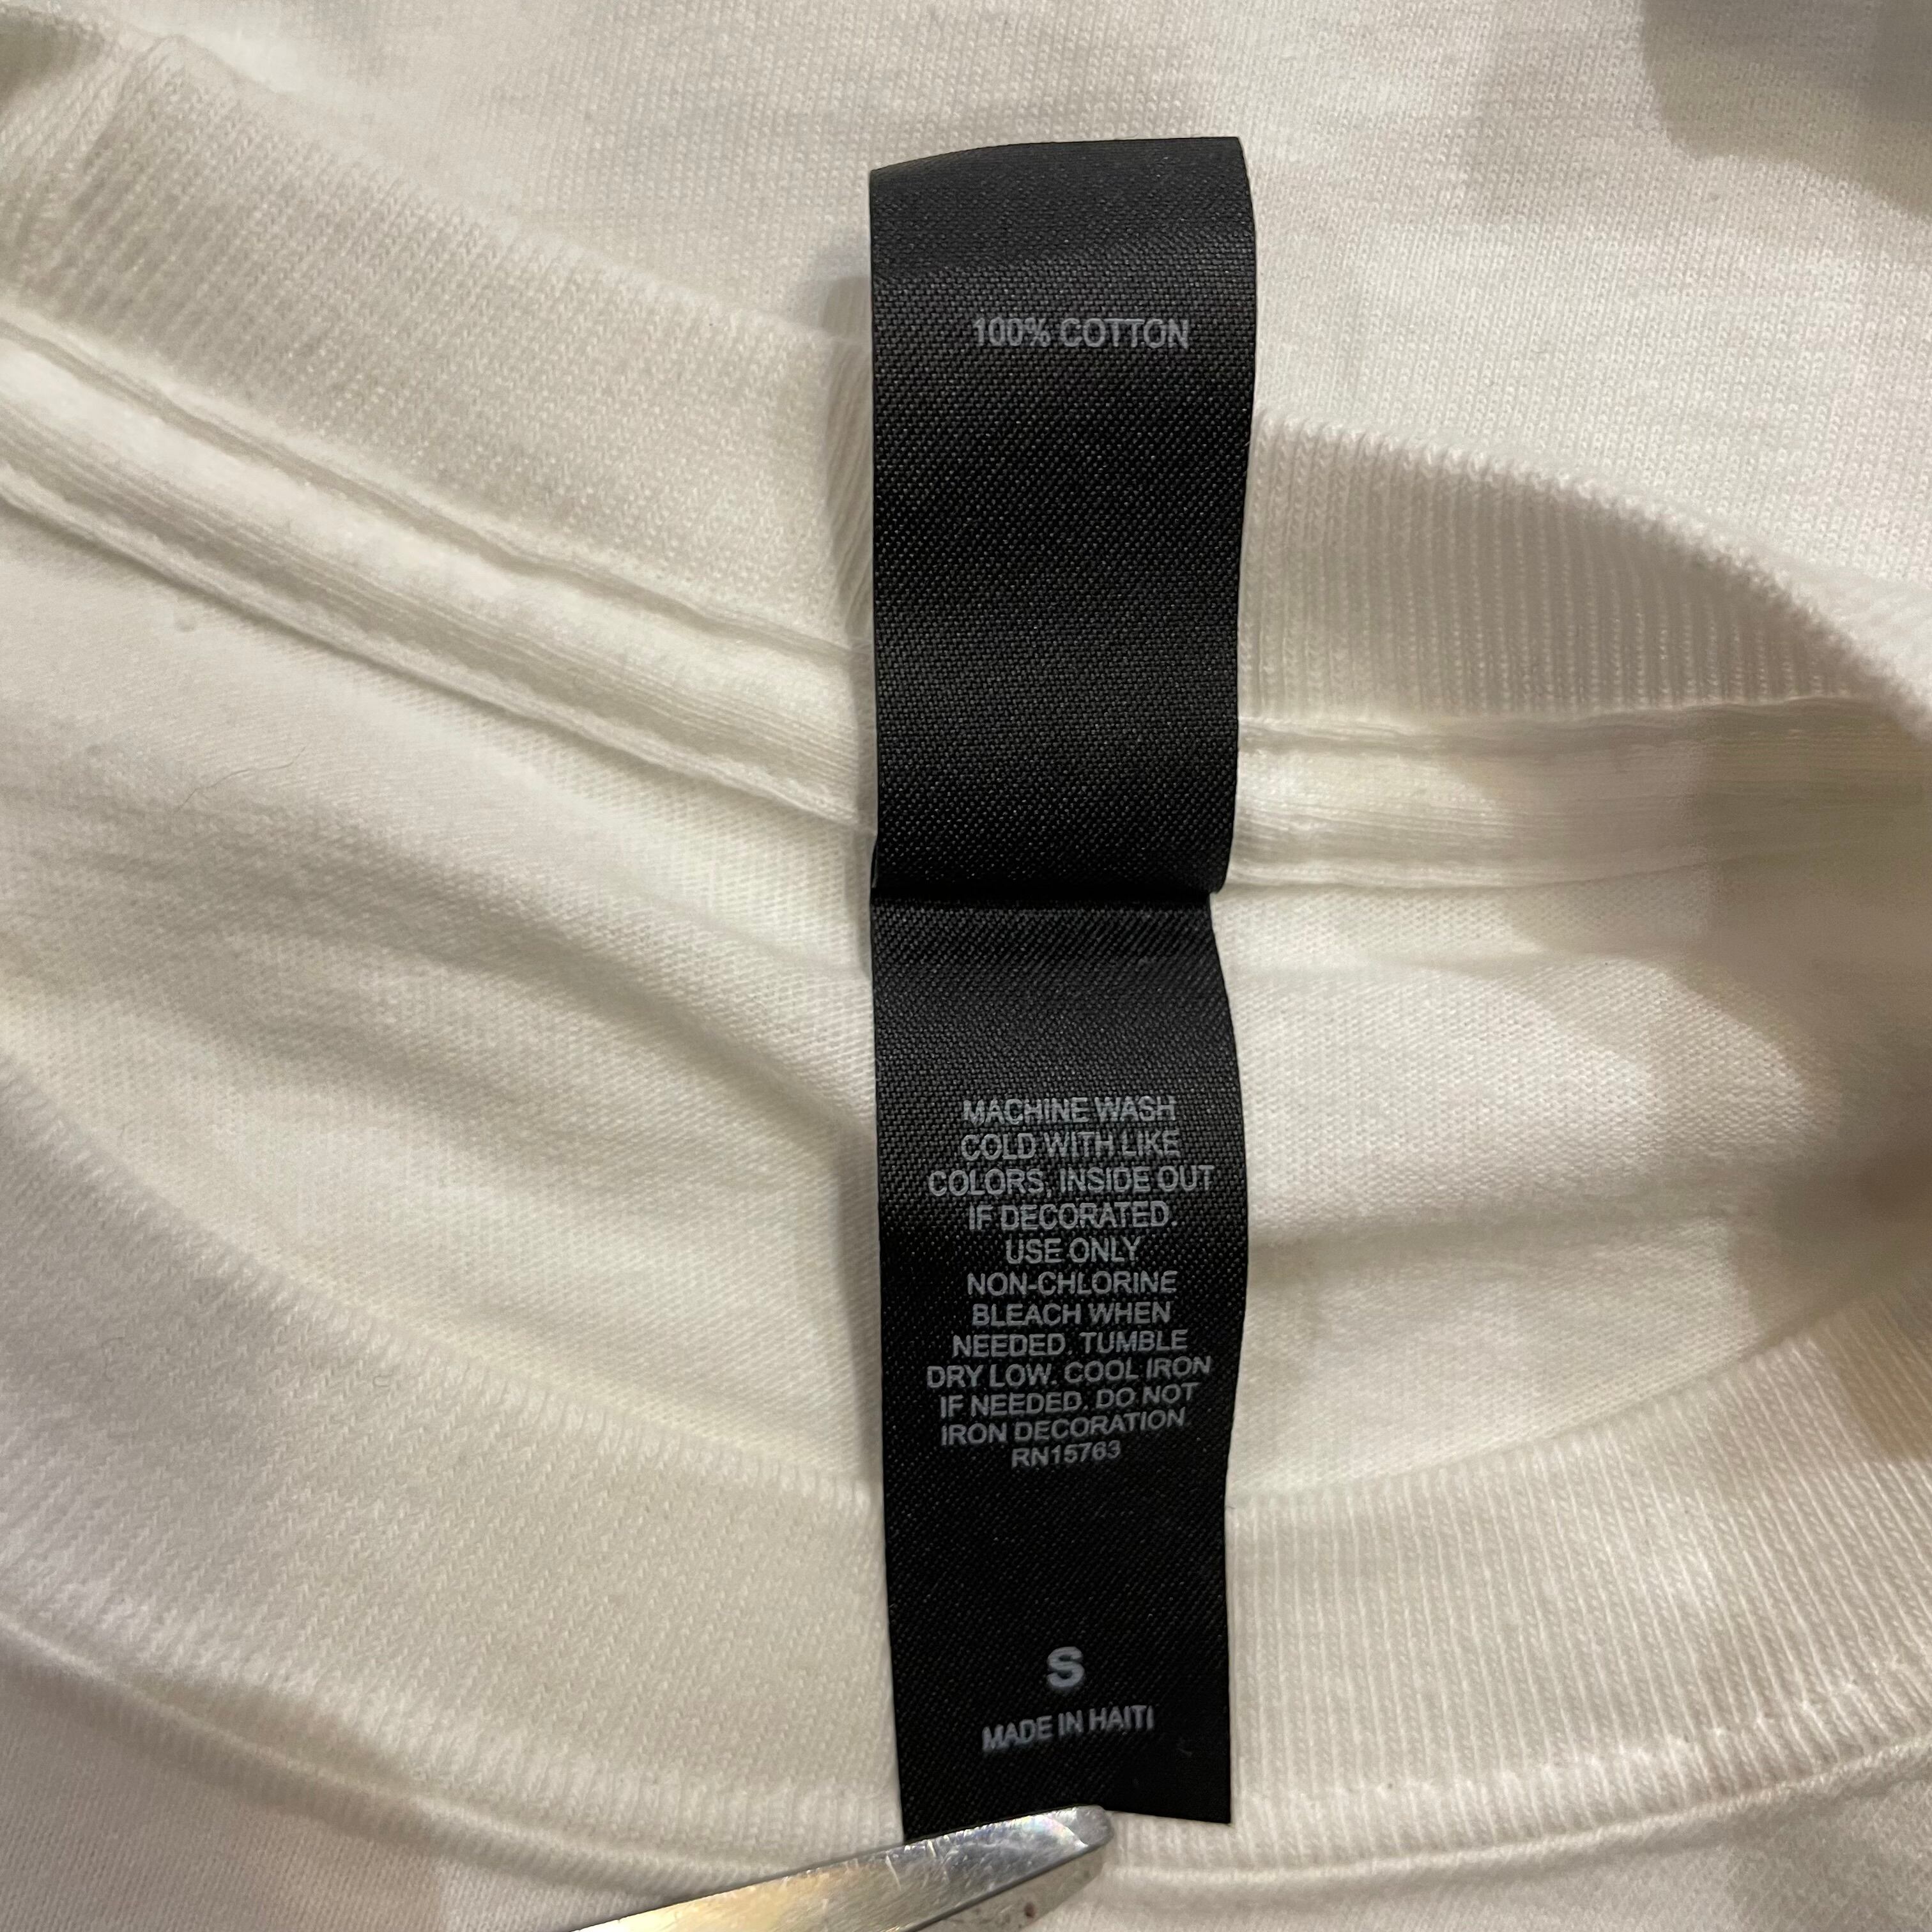 100% COTTON
MACHINE WASH
COLD WITH LIKE
COLORS, INSIDE OUT
IF DECORATED.
USE ONLY
NON-CHLORINE
BLEACH WHEN
NEEDED. TUMBLE
DRY LOW. COOL IRON
IF NEEDED. DO NOT
IRON DECORATION.
RN15763
S
MADE IN HAITI